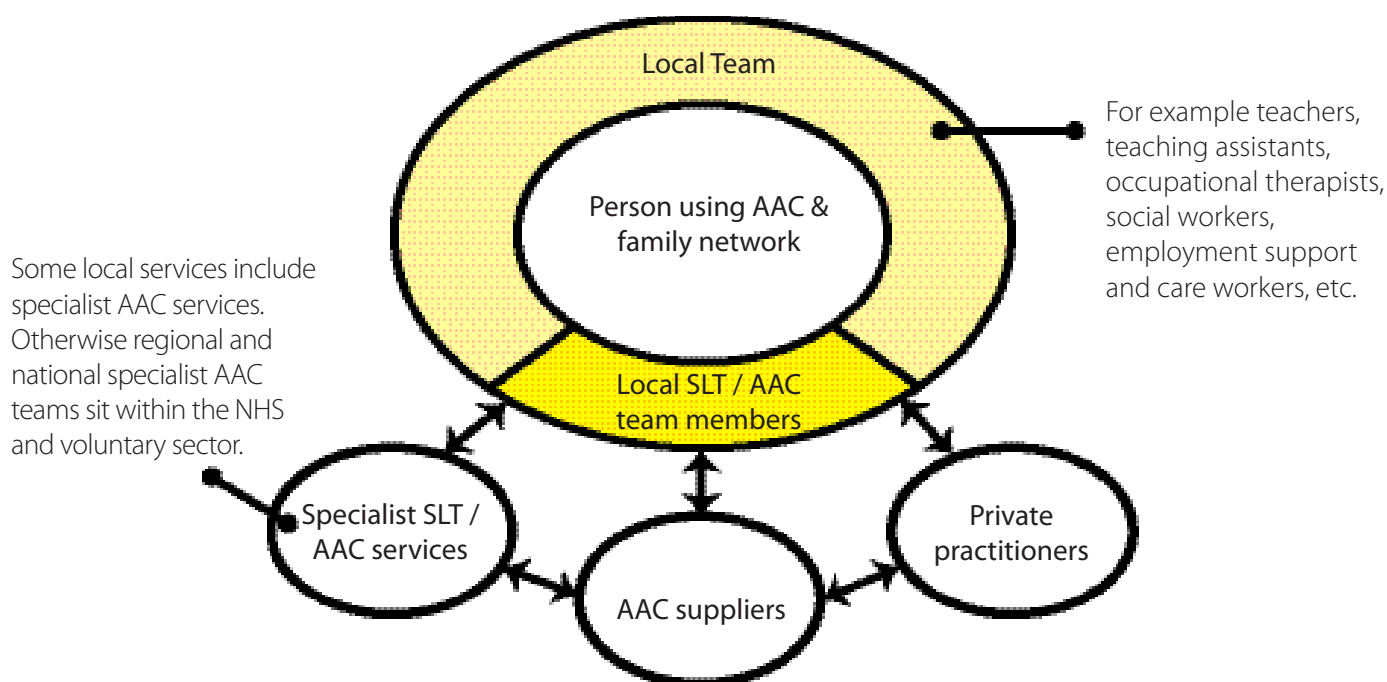 Local Team
For example teachers,
teaching assistants,
occupational therapists,
social workers,
employment support
and care workers, etc.
Person using AAC &
family network
Some local services include
specialist AAC services.
Otherwise regional and
national specialist AAC
teams sit within the NHS
and voluntary sector.
Local SLT / AAC
team members
Specialist SLT /
AAC services
AAC suppliers
Private
practitioners